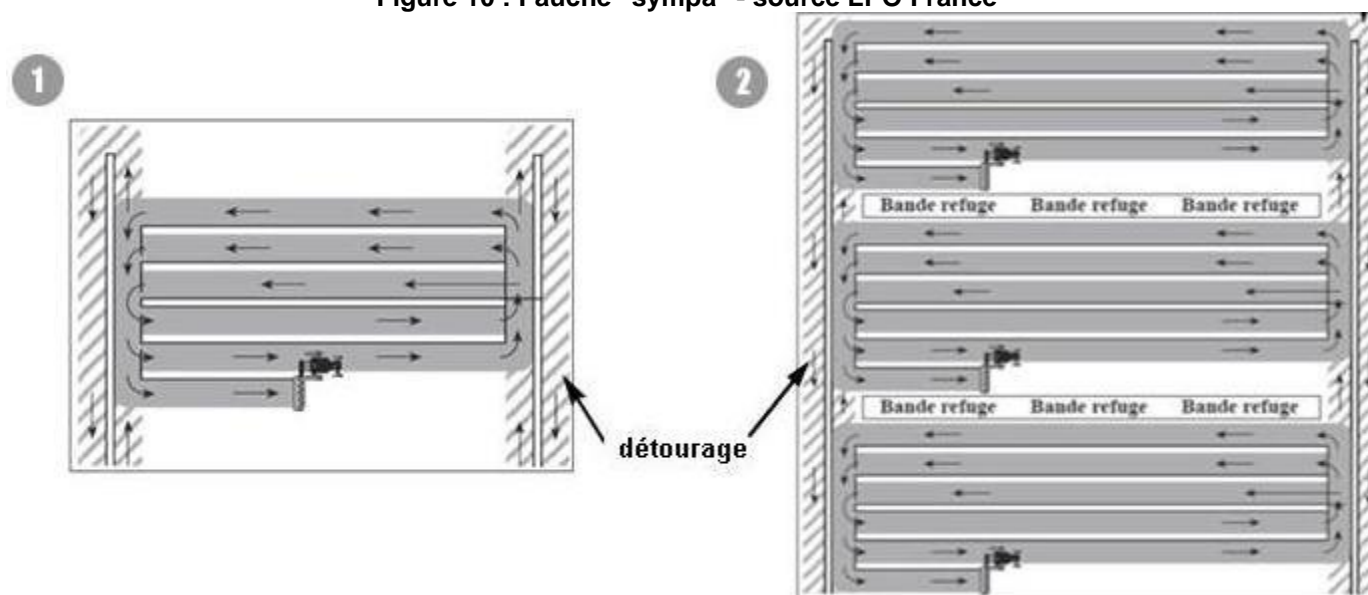 Figure 10 : Fauche "sympa" - source LPO France
1
2
Bande refuge Bande refuge Bande refuge
Bande refuge Bande refuge Bande refuge
détourage